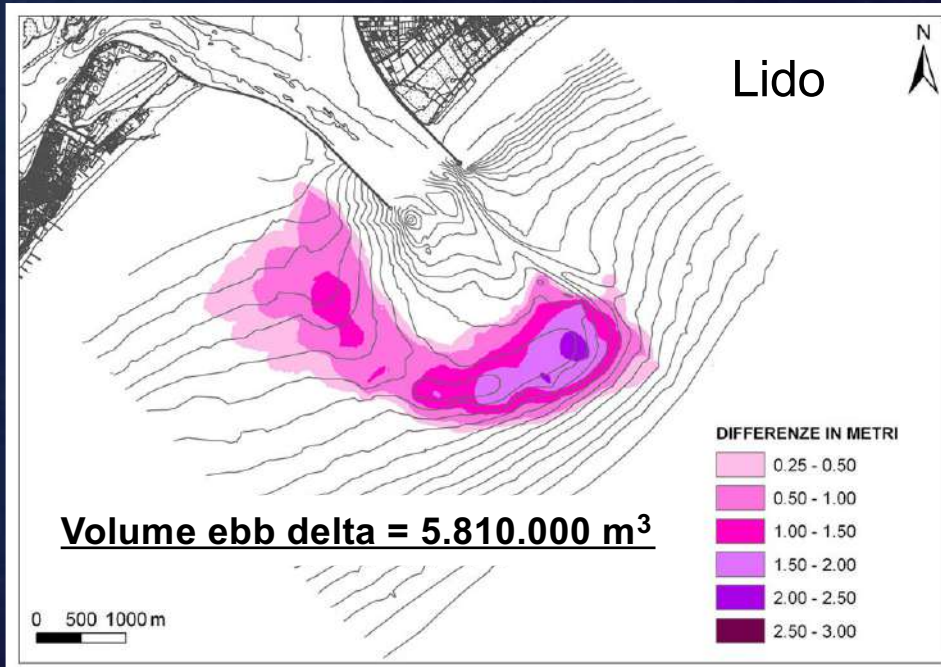 N
Lido
DIFFERENZE IN METRI
0.25 - 0.50
0.50 - 1.00
1.00 - 1.50
1.50 - 2.00
2.00 - 2.50
2.50 - 3.00
Volume ebb delta = 5.810.000 m³
0 500 1000 m